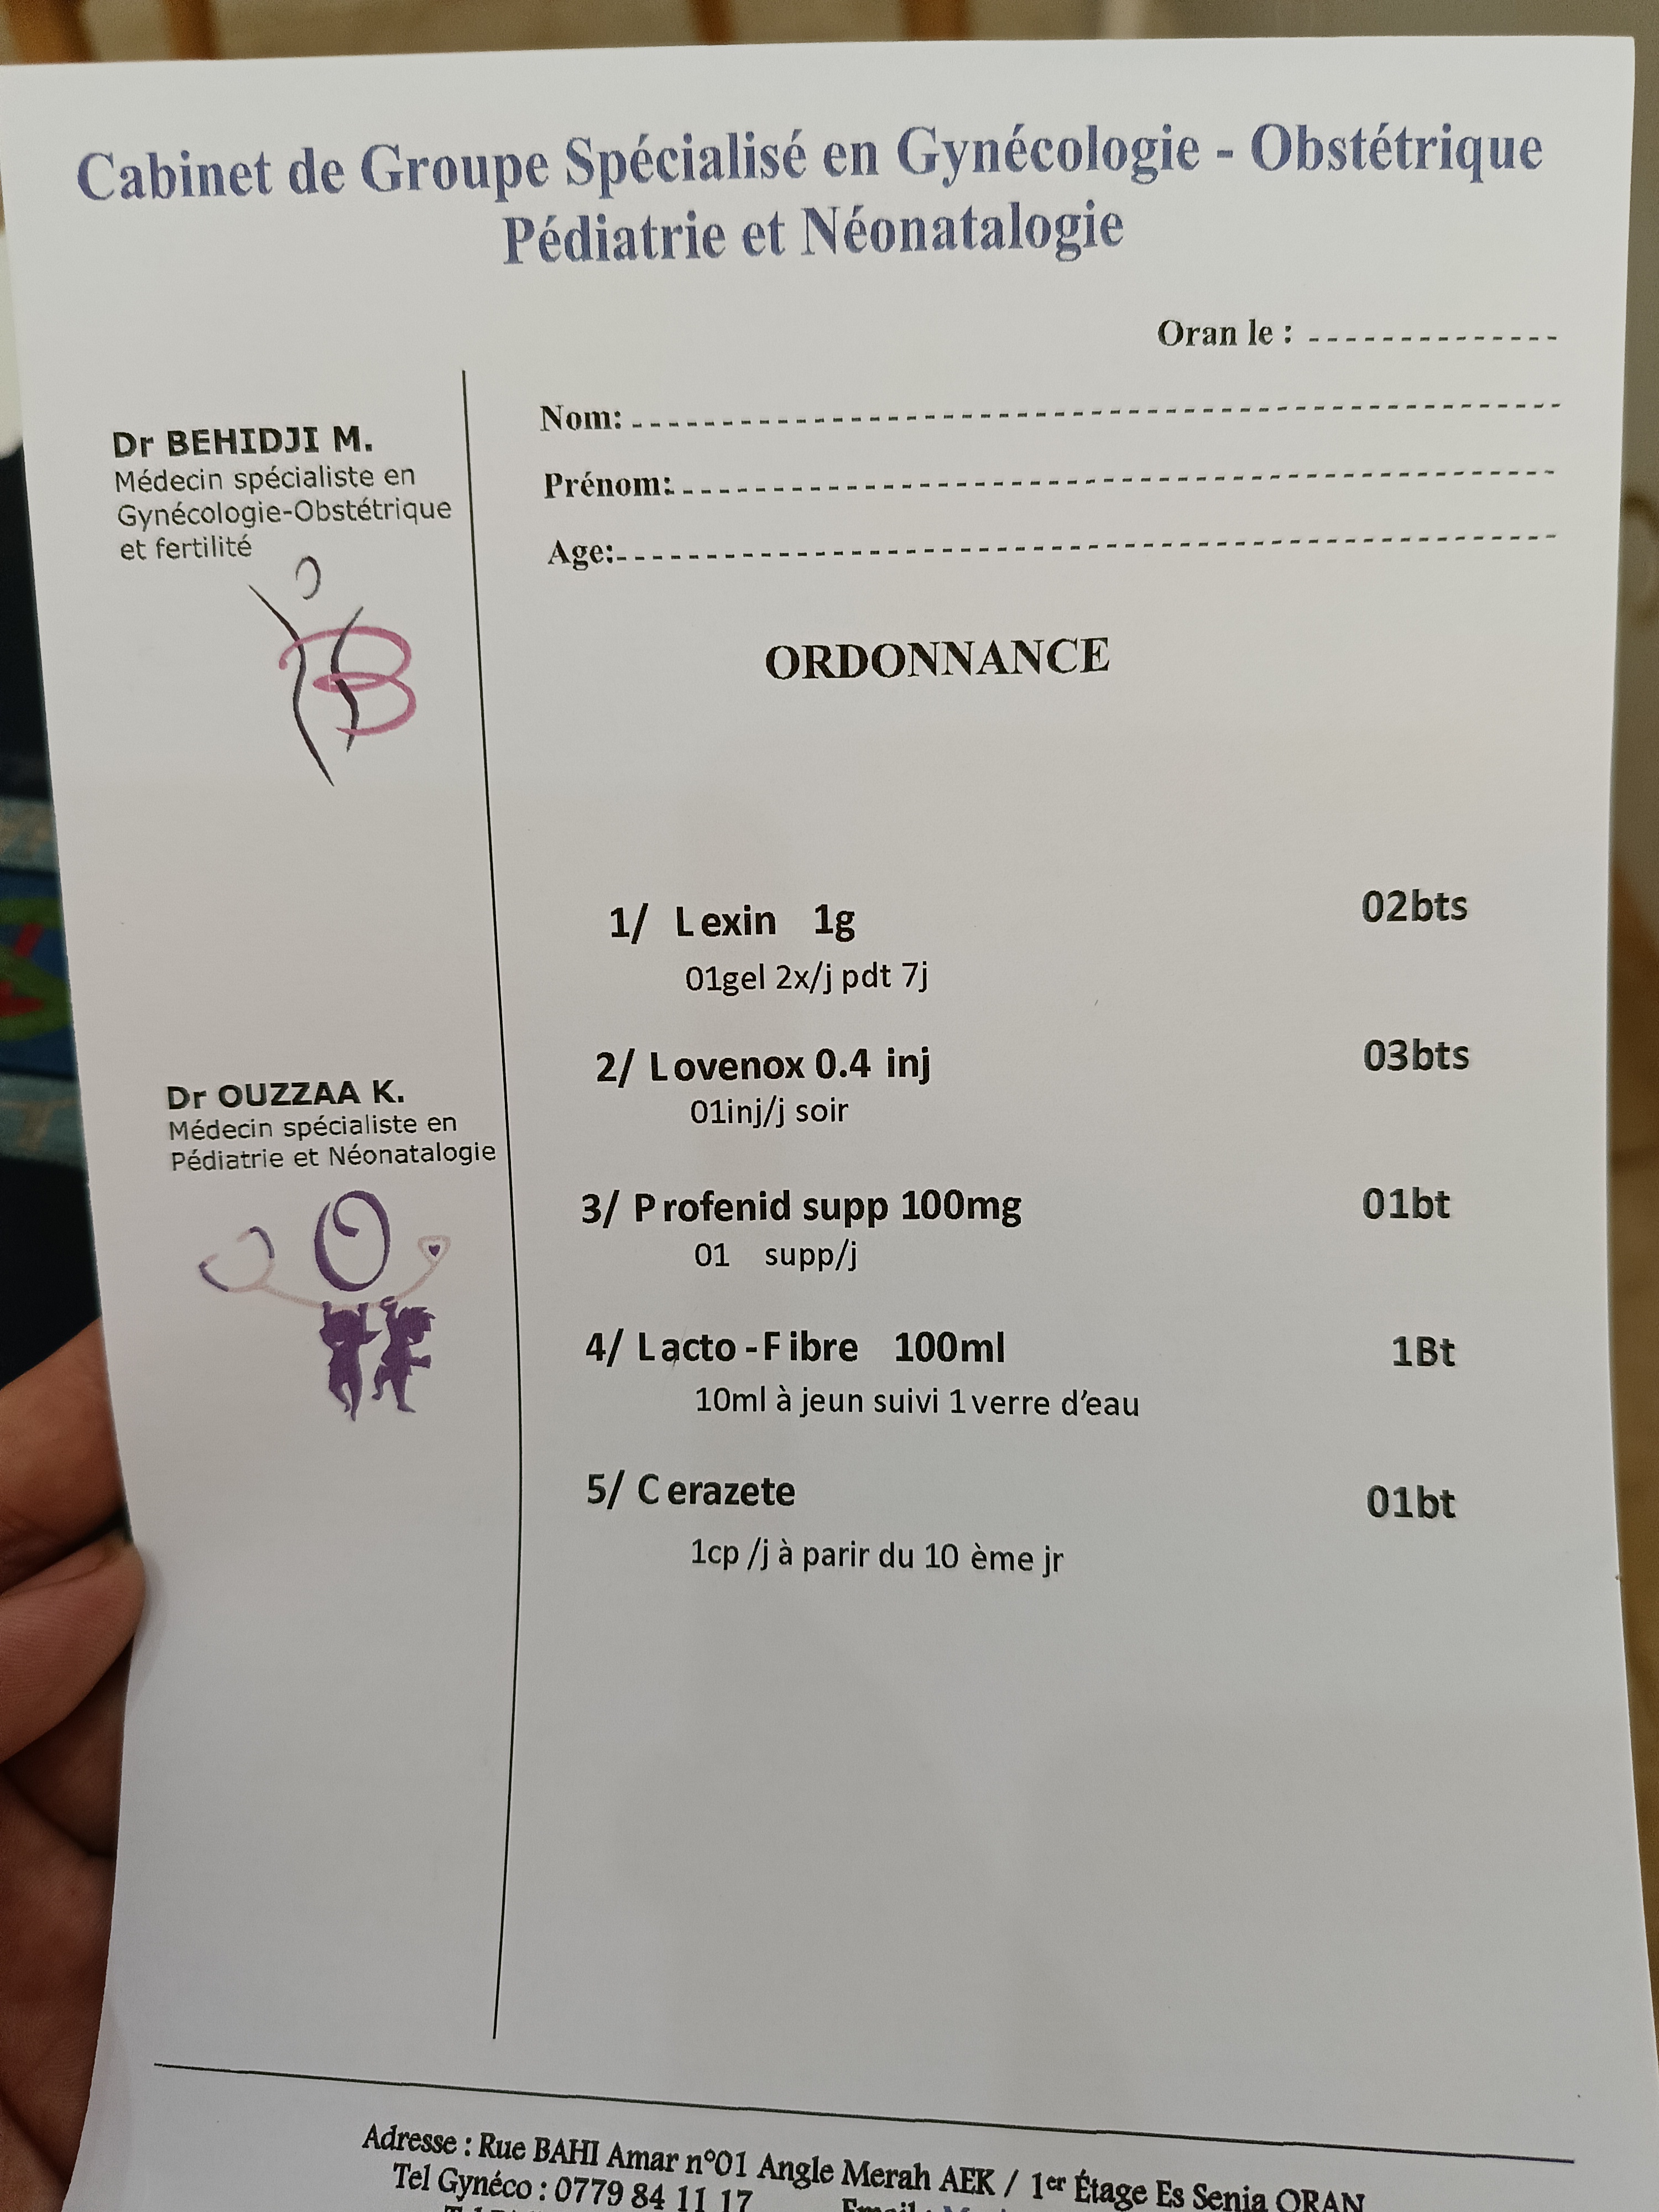 Cabinet de Groupe Spécialisé en Gynécologie - Obstétrique
Pédiatrie et Néonatalogie
Oran le : --------------
Nom: ----------
Prénom: ----------
Age: ----------
Dr BEHIDJI M.
Médecin spécialiste en
Gynécologie-Obstétrique
et fertilité
B
ORDONNANCE
1/ Lexin 1g 02bts
01gel 2x/j pdt 7j
2/ Lovenox 0.4 inj 03bts
01inj/j soir
Dr OUZZAA K.
Médecin spécialiste en
Pédiatrie et Néonatalogie
O
3/ Profenid supp 100mg 01bt
01 supp/j
4/ Lacto-Fibre 100ml 1Bt
10ml à jeun suivi 1 verre d'eau
5/ Cerazete 01bt
1cp /j à parir du 10 ème jr
Adresse : Rue BAHI Amar n°01 Angle Merah AEK / 1er Étage Es Senia ORAN
Tel Gynéco : 0779 84 11 17